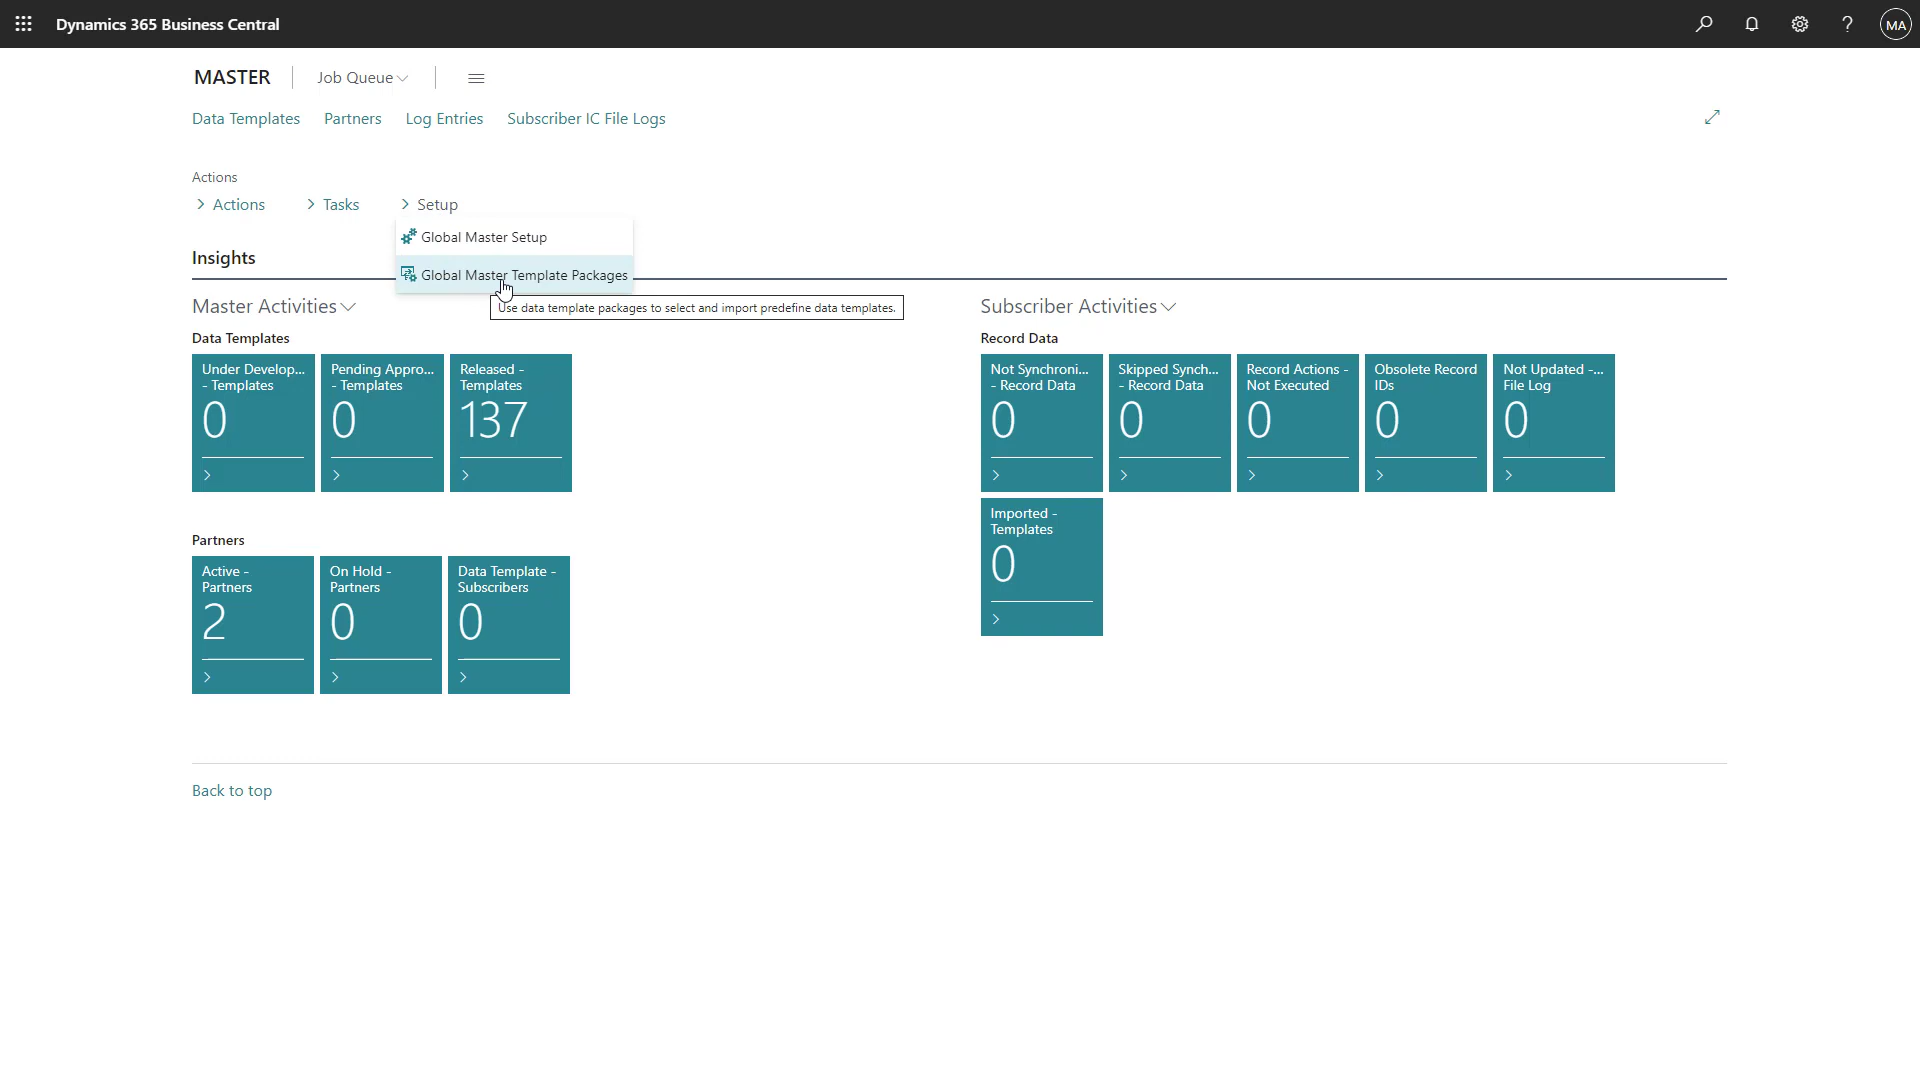 Dynamics 365 Business Central
MA
MASTER
Job Queue
Data Templates
Partners
Log Entries
Subscriber IC File Logs
Actions
Actions
Tasks
Setup
Global Master Setup
Global Master Template Packages
Use data template packages to select and import predefine data templates.
Insights
Master Activities
Data Templates
Under Develop...
- Templates
0
Pending Appro...
- Templates
0
Released -
Templates
137
Partners
Active -
Partners
2
On Hold -
Partners
0
Data Template -
Subscribers
0
Subscriber Activities
Record Data
Not Synchroni...
- Record Data
0
Skipped Synch...
- Record Data
0
Record Actions -
Not Executed
0
Obsolete Record
IDs
0
Not Updated -...
File Log
0
Imported -
Templates
0
Back to top